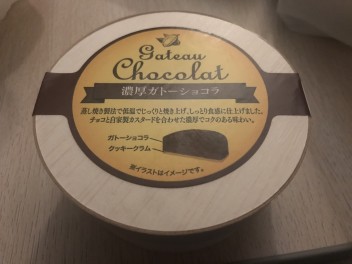 Gateau
Chocolat
濃厚ガトーショコラ
蒸し焼き製法で低温でじっくりと焼き上げ、しっとり食感に仕上げました。
チョコと自家製カスタードを合わせた濃厚でコクのある味わい。
ガトーショコラ
クッキークラム
※イラストはイメージです。